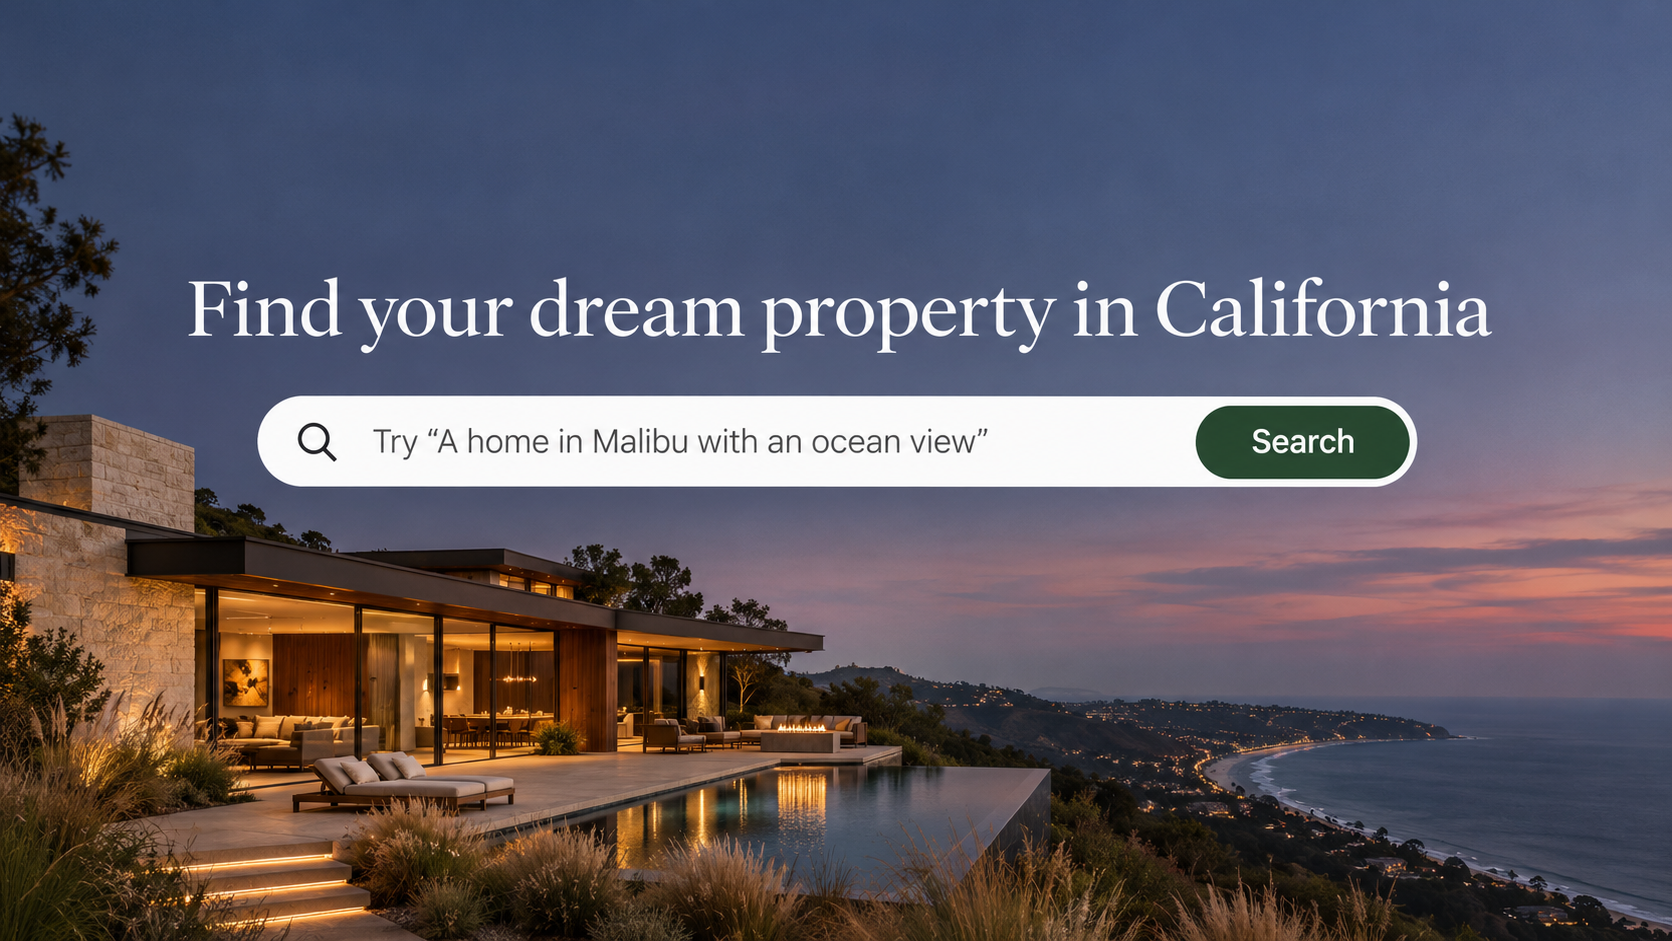 Find your dream property in California
Try “A home in Malibu with an ocean view”
Search